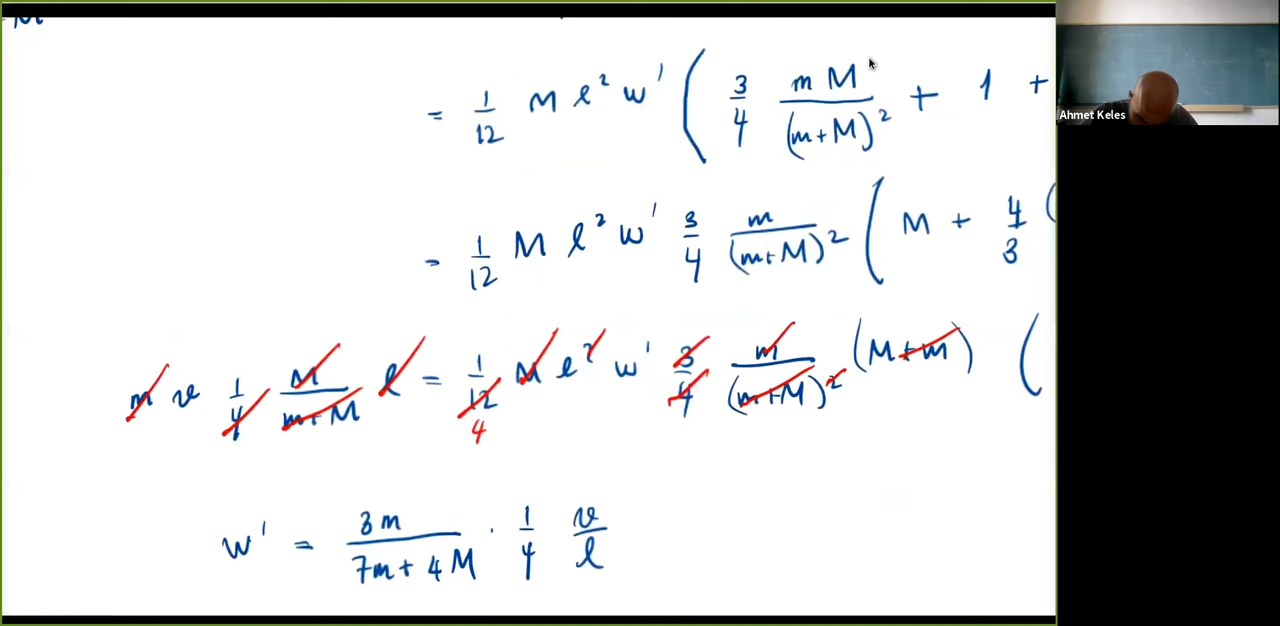 M
= 1/12 M l² w' ( 3/4 mM/(m+M)² + 1 +
= 1/12 M l² w' 3/4 m/(m+M)² ( M + 4/3 (
m v 1/4 M/(m+M) l = 1/12 M l² w' 3/4 m/(m+M)² (M+m) (
4
w' = 3m/(7m+4M) · 1/4 v/l
Ahmet Keles